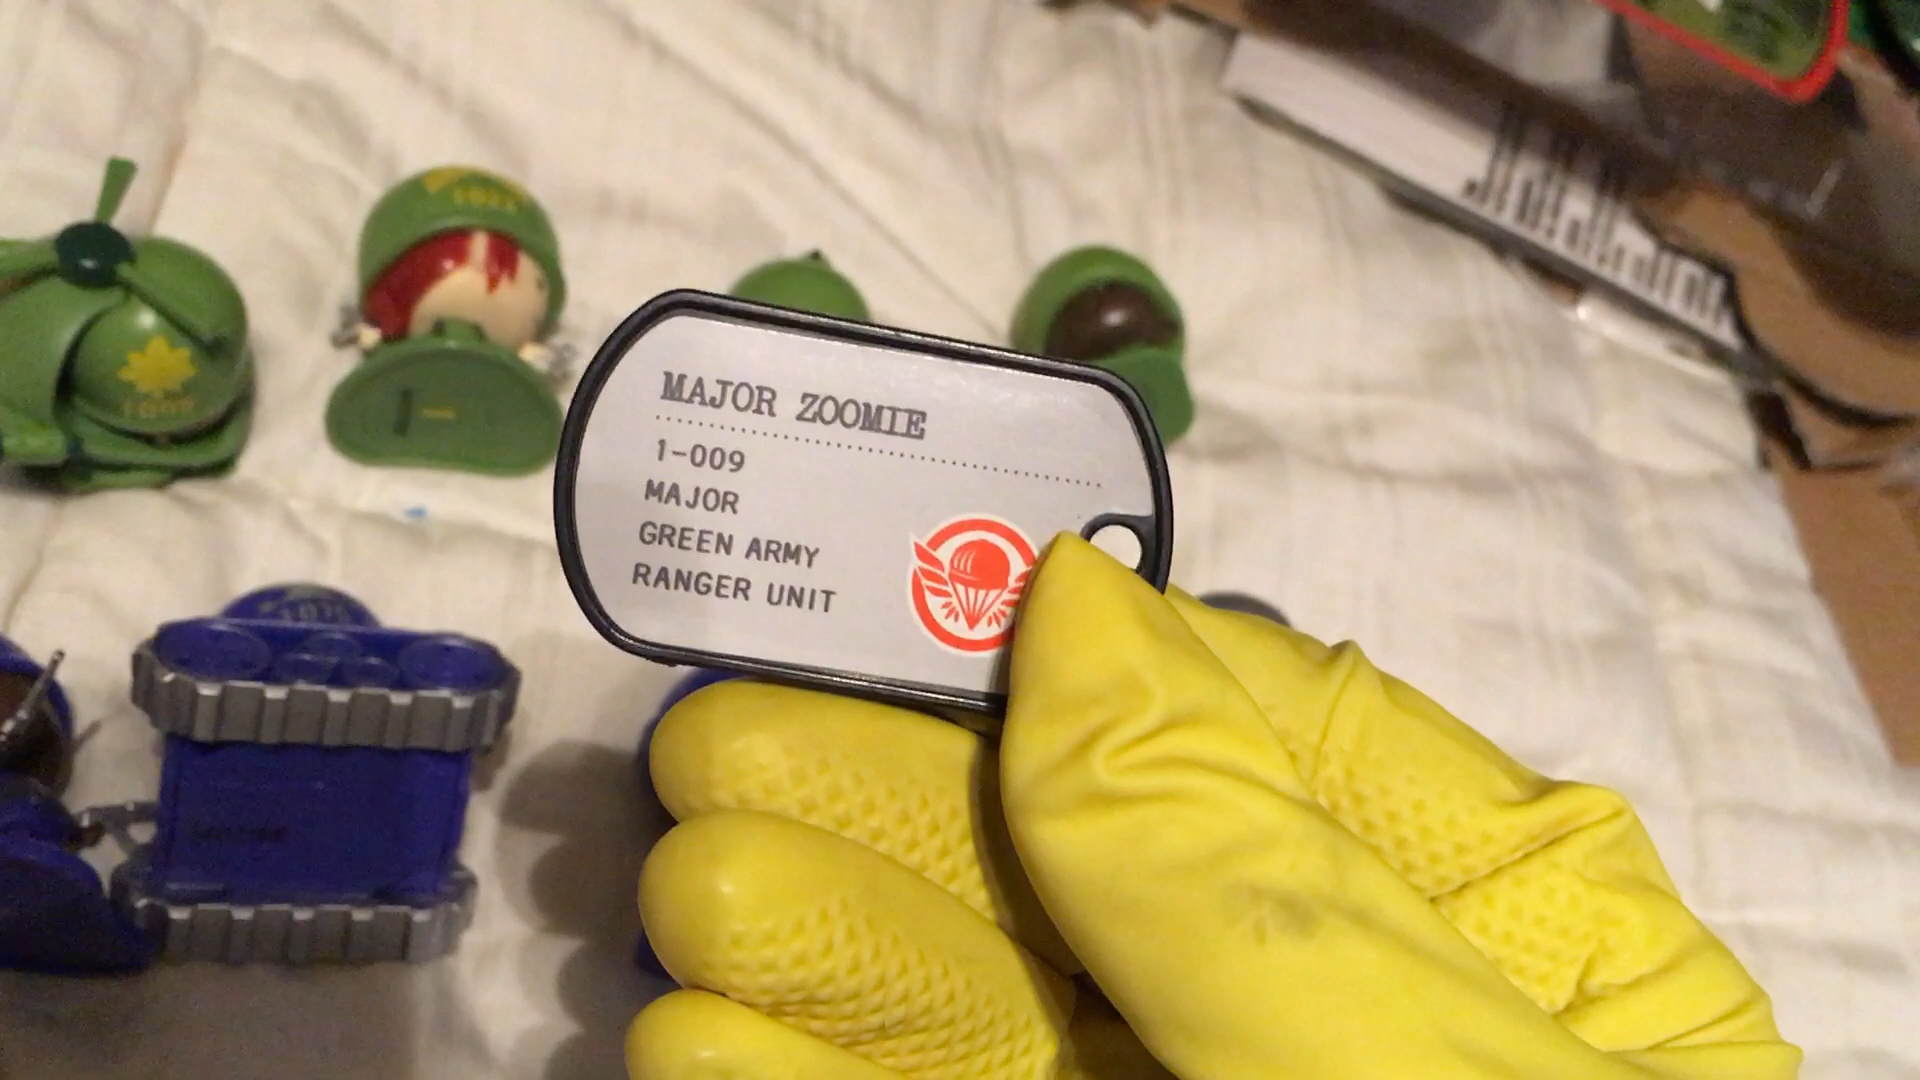 MAJOR ZOOMIE
1-009
MAJOR
GREEN ARMY
RANGER UNIT